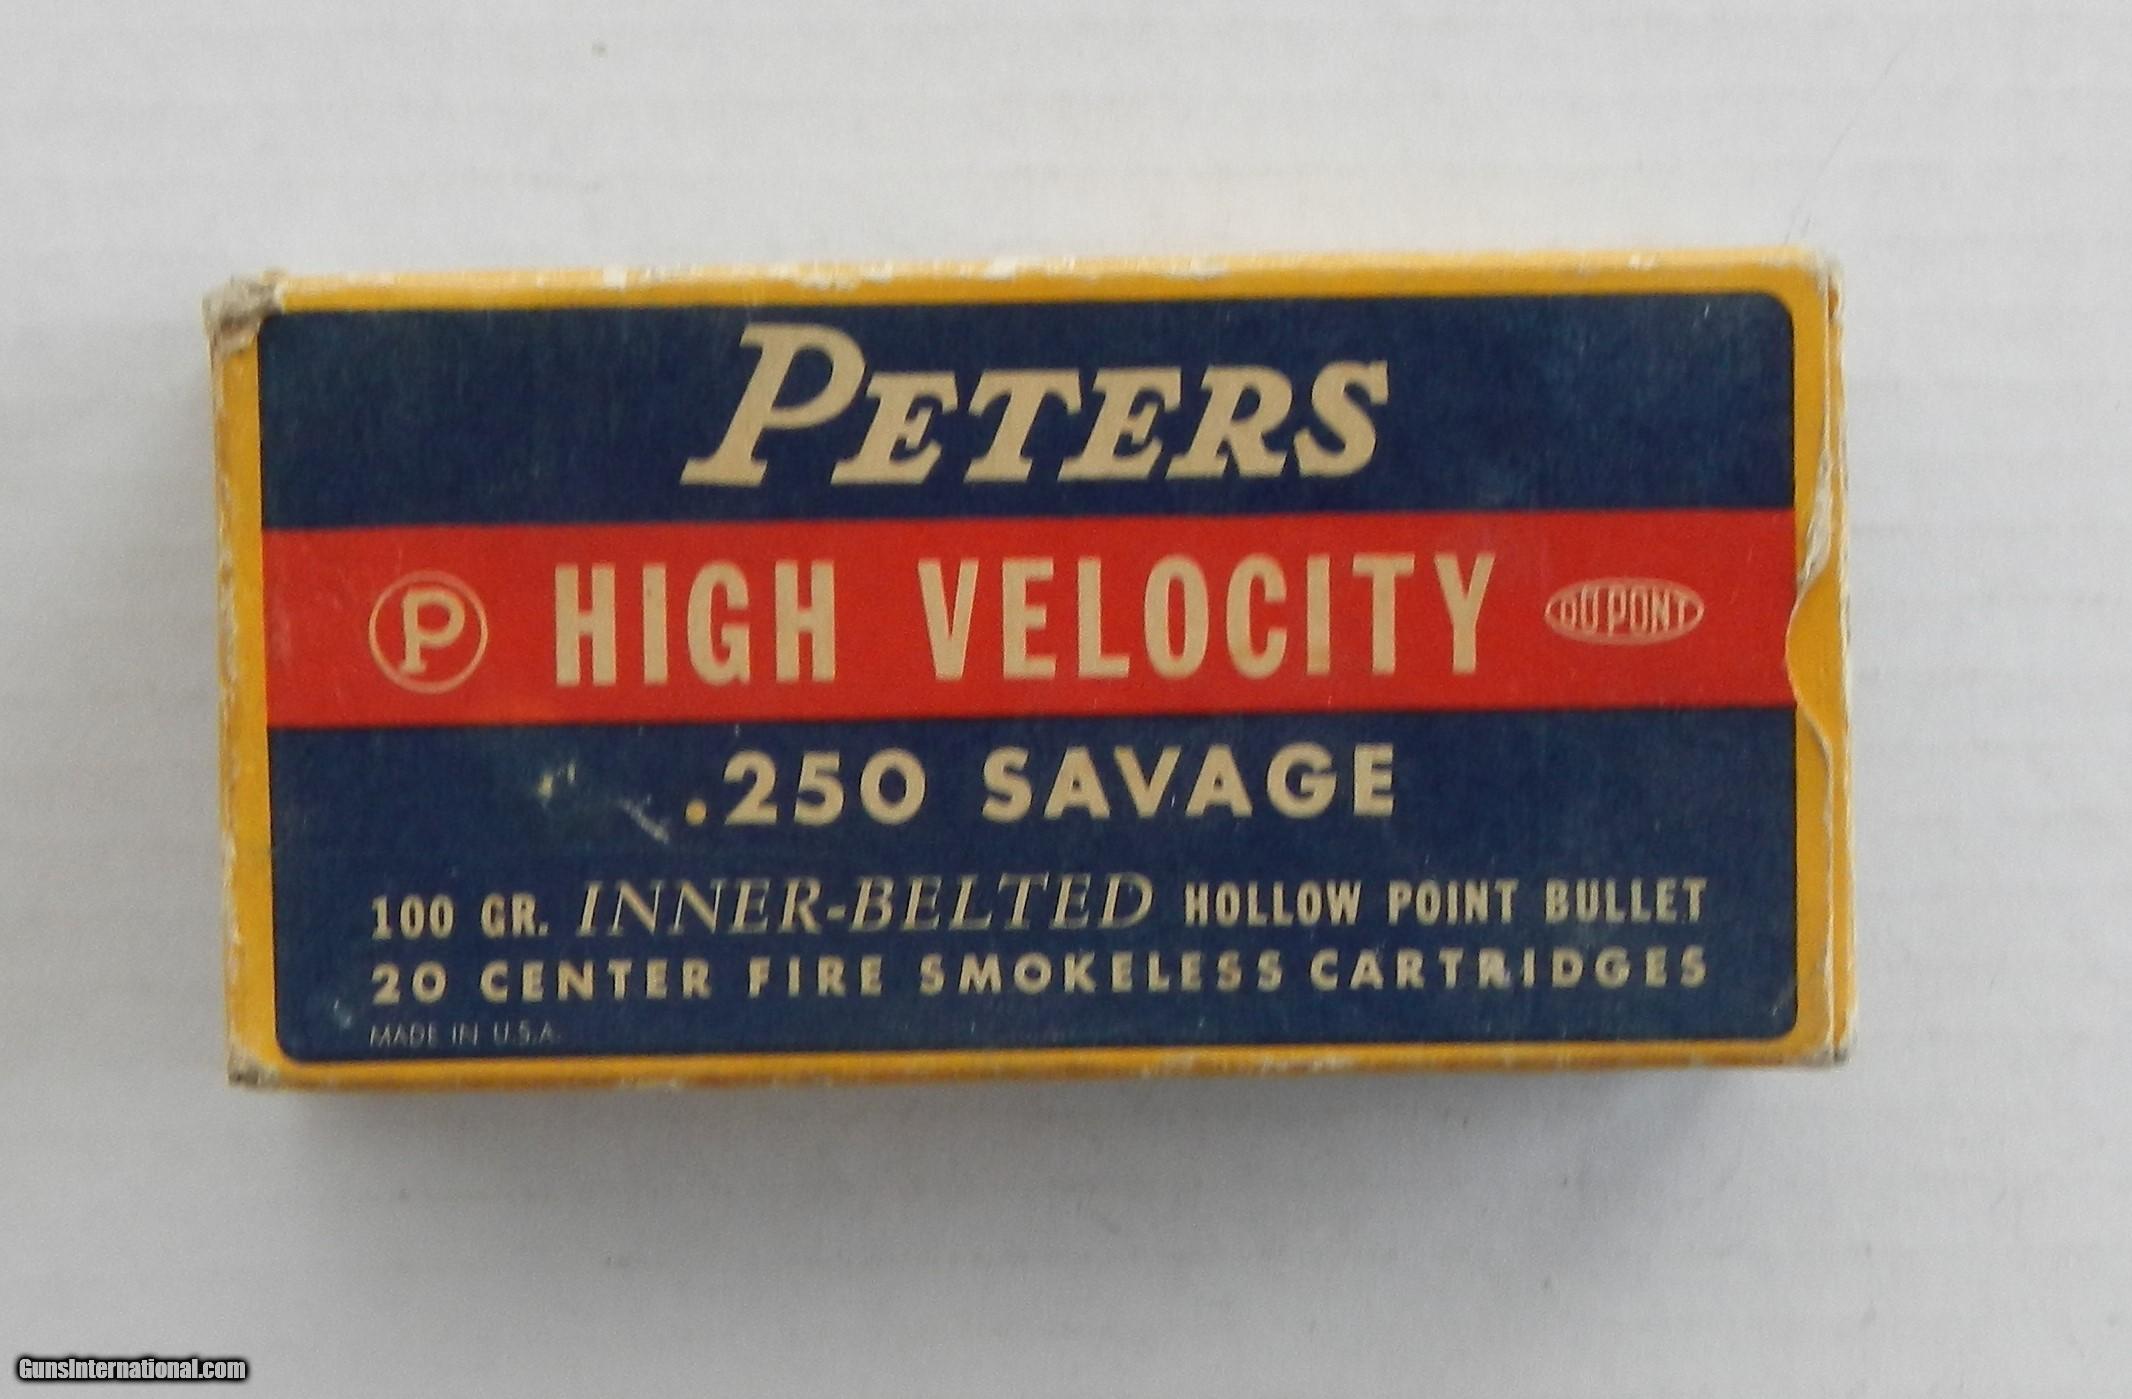 PETERS
P HIGH VELOCITY DU PONT
.250 SAVAGE
100 GR. INNER-BELTED HOLLOW POINT BULLET
20 CENTER FIRE SMOKELESS CARTRIDGES
MADE IN U.S.A.
GunsInternational.com